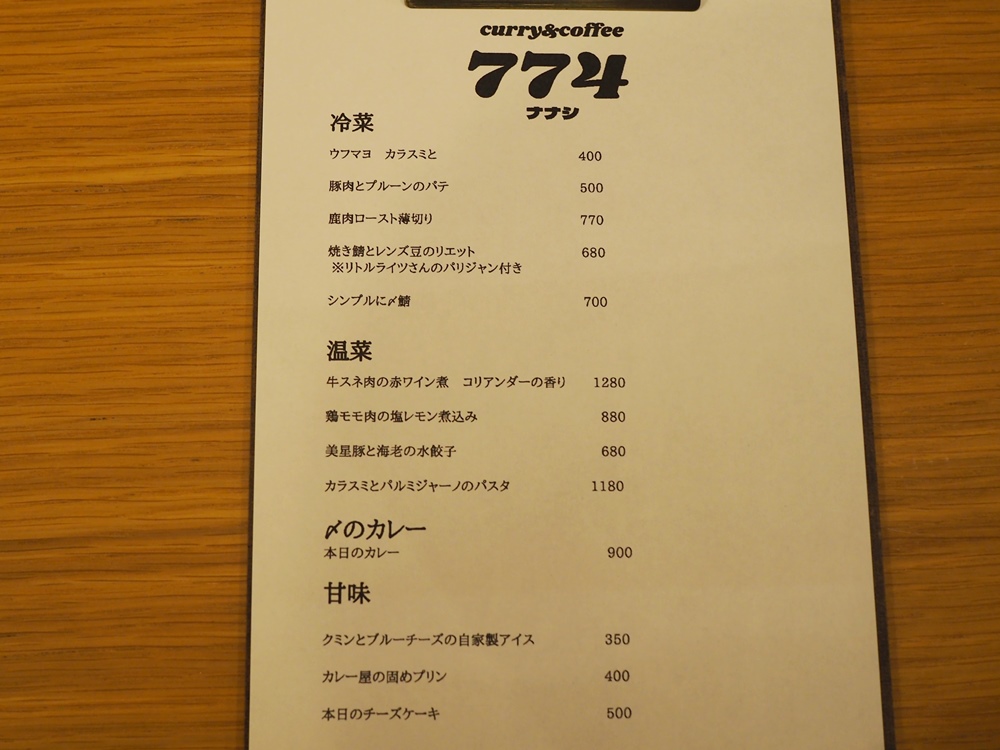 curry&coffee
774
ナナシ
冷菜
ウフマヨ　カラスミと 400
豚肉とプルーンのパテ 500
鹿肉ロースト薄切り 770
焼き鯖とレンズ豆のリエット 680
※リトルライツさんのパリジャン付き
シンプルに〆鯖 700
温菜
牛スネ肉の赤ワイン煮　コリアンダーの香り 1280
鶏モモ肉の塩レモン煮込み 880
美星豚と海老の水餃子 680
カラスミとパルミジャーノのパスタ 1180
〆のカレー
本日のカレー 900
甘味
クミンとブルーチーズの自家製アイス 350
カレー屋の固めプリン 400
本日のチーズケーキ 500